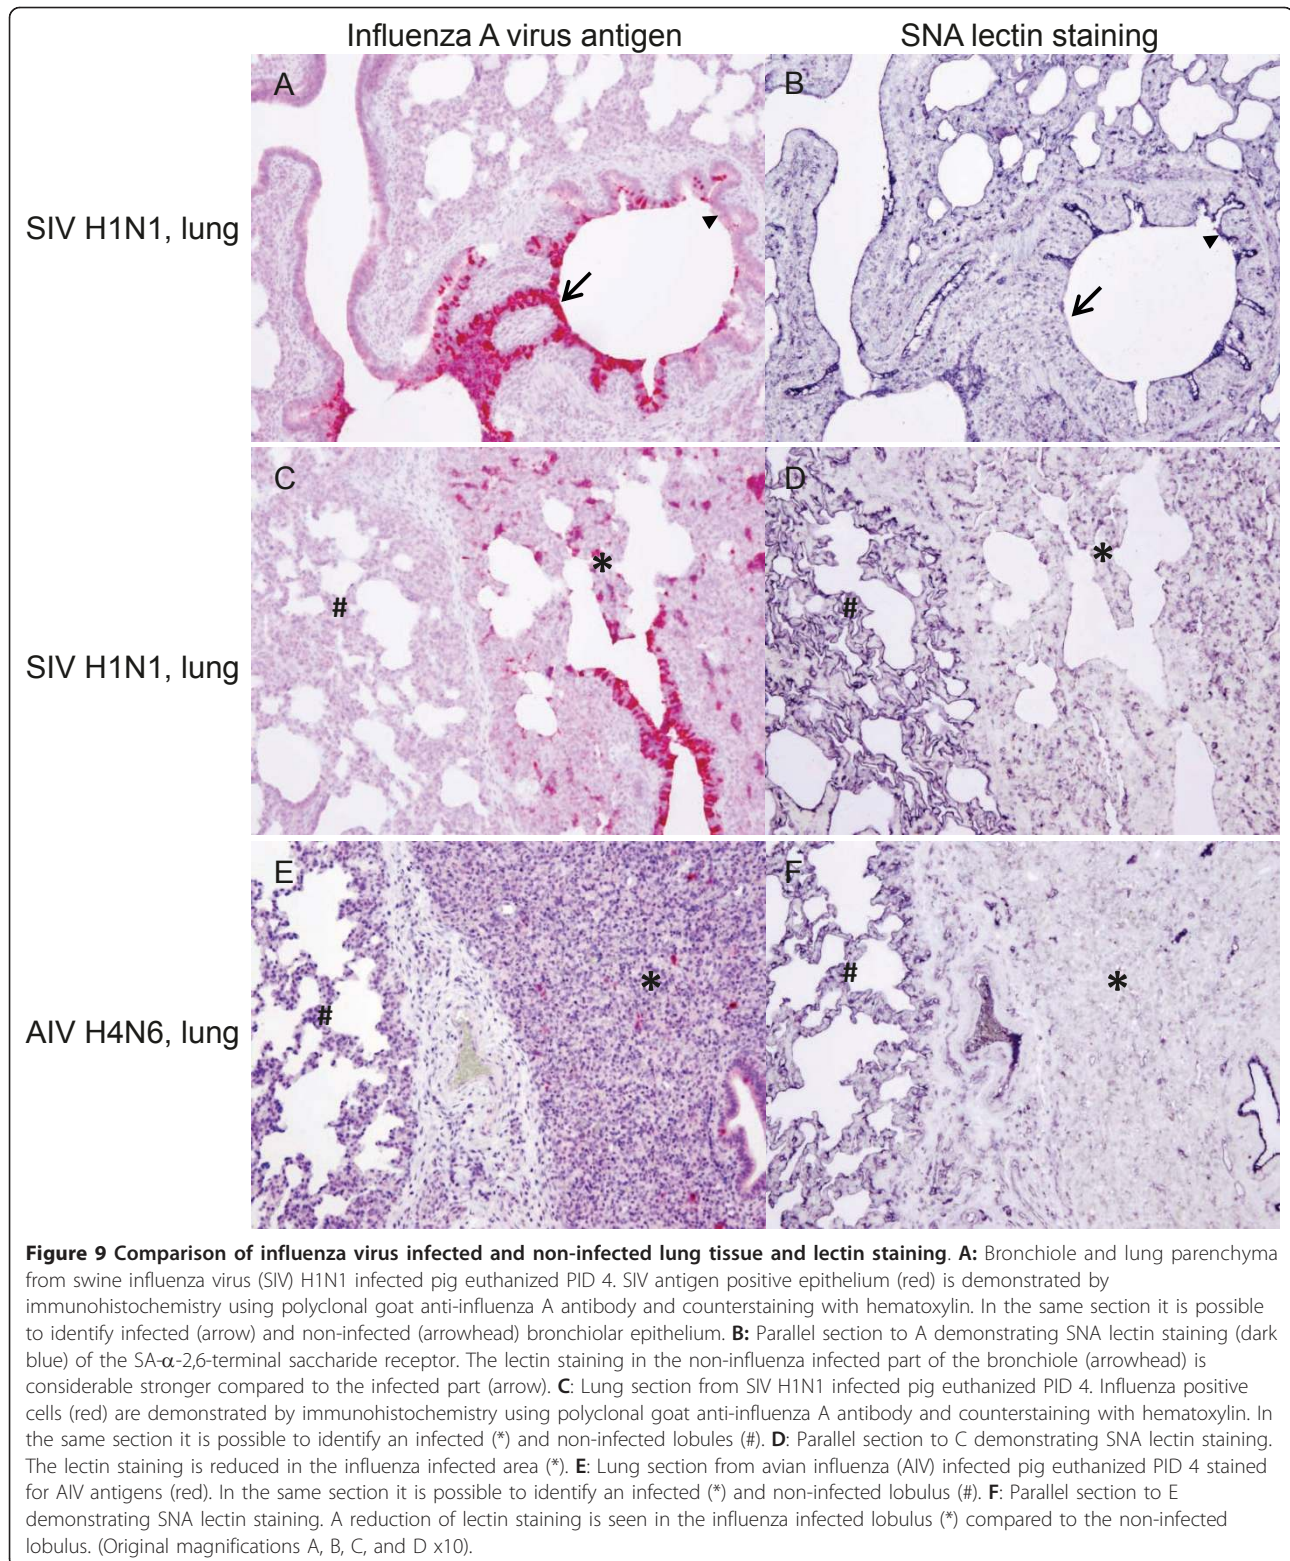 Influenza A virus antigen
SNA lectin staining
SIV H1N1, lung
A
B
SIV H1N1, lung
C
#
*
D
#
*
AIV H4N6, lung
E
#
*
F
#
*
Figure 9 Comparison of influenza virus infected and non-infected lung tissue and lectin staining. A: Bronchiole and lung parenchyma
from swine influenza virus (SIV) H1N1 infected pig euthanized PID 4. SIV antigen positive epithelium (red) is demonstrated by
immunohistochemistry using polyclonal goat anti-influenza A antibody and counterstaining with hematoxylin. In the same section it is possible
to identify infected (arrow) and non-infected (arrowhead) bronchiolar epithelium. B: Parallel section to A demonstrating SNA lectin staining (dark
blue) of the SA-α-2,6-terminal saccharide receptor. The lectin staining in the non-influenza infected part of the bronchiole (arrowhead) is
considerable stronger compared to the infected part (arrow). C: Lung section from SIV H1N1 infected pig euthanized PID 4. Influenza positive
cells (red) are demonstrated by immunohistochemistry using polyclonal goat anti-influenza A antibody and counterstaining with hematoxylin. In
the same section it is possible to identify an infected (*) and non-infected lobules (#). D: Parallel section to C demonstrating SNA lectin staining.
The lectin staining is reduced in the influenza infected area (*). E: Lung section from avian influenza (AIV) infected pig euthanized PID 4 stained
for AIV antigens (red). In the same section it is possible to identify an infected (*) and non-infected lobulus (#). F: Parallel section to E
demonstrating SNA lectin staining. A reduction of lectin staining is seen in the influenza infected lobulus (*) compared to the non-infected
lobulus. (Original magnifications A, B, C, and D x10).